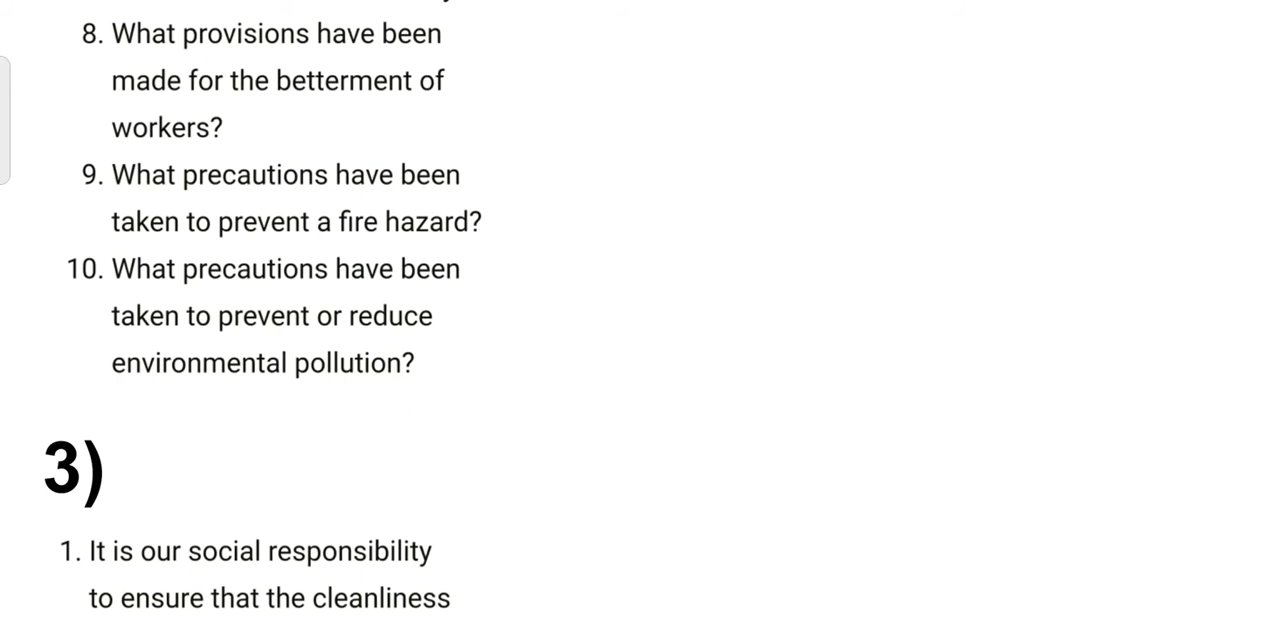 8. What provisions have been
made for the betterment of
workers?
9. What precautions have been
taken to prevent a fire hazard?
10. What precautions have been
taken to prevent or reduce
environmental pollution?
3)
1. It is our social responsibility
to ensure that the cleanliness